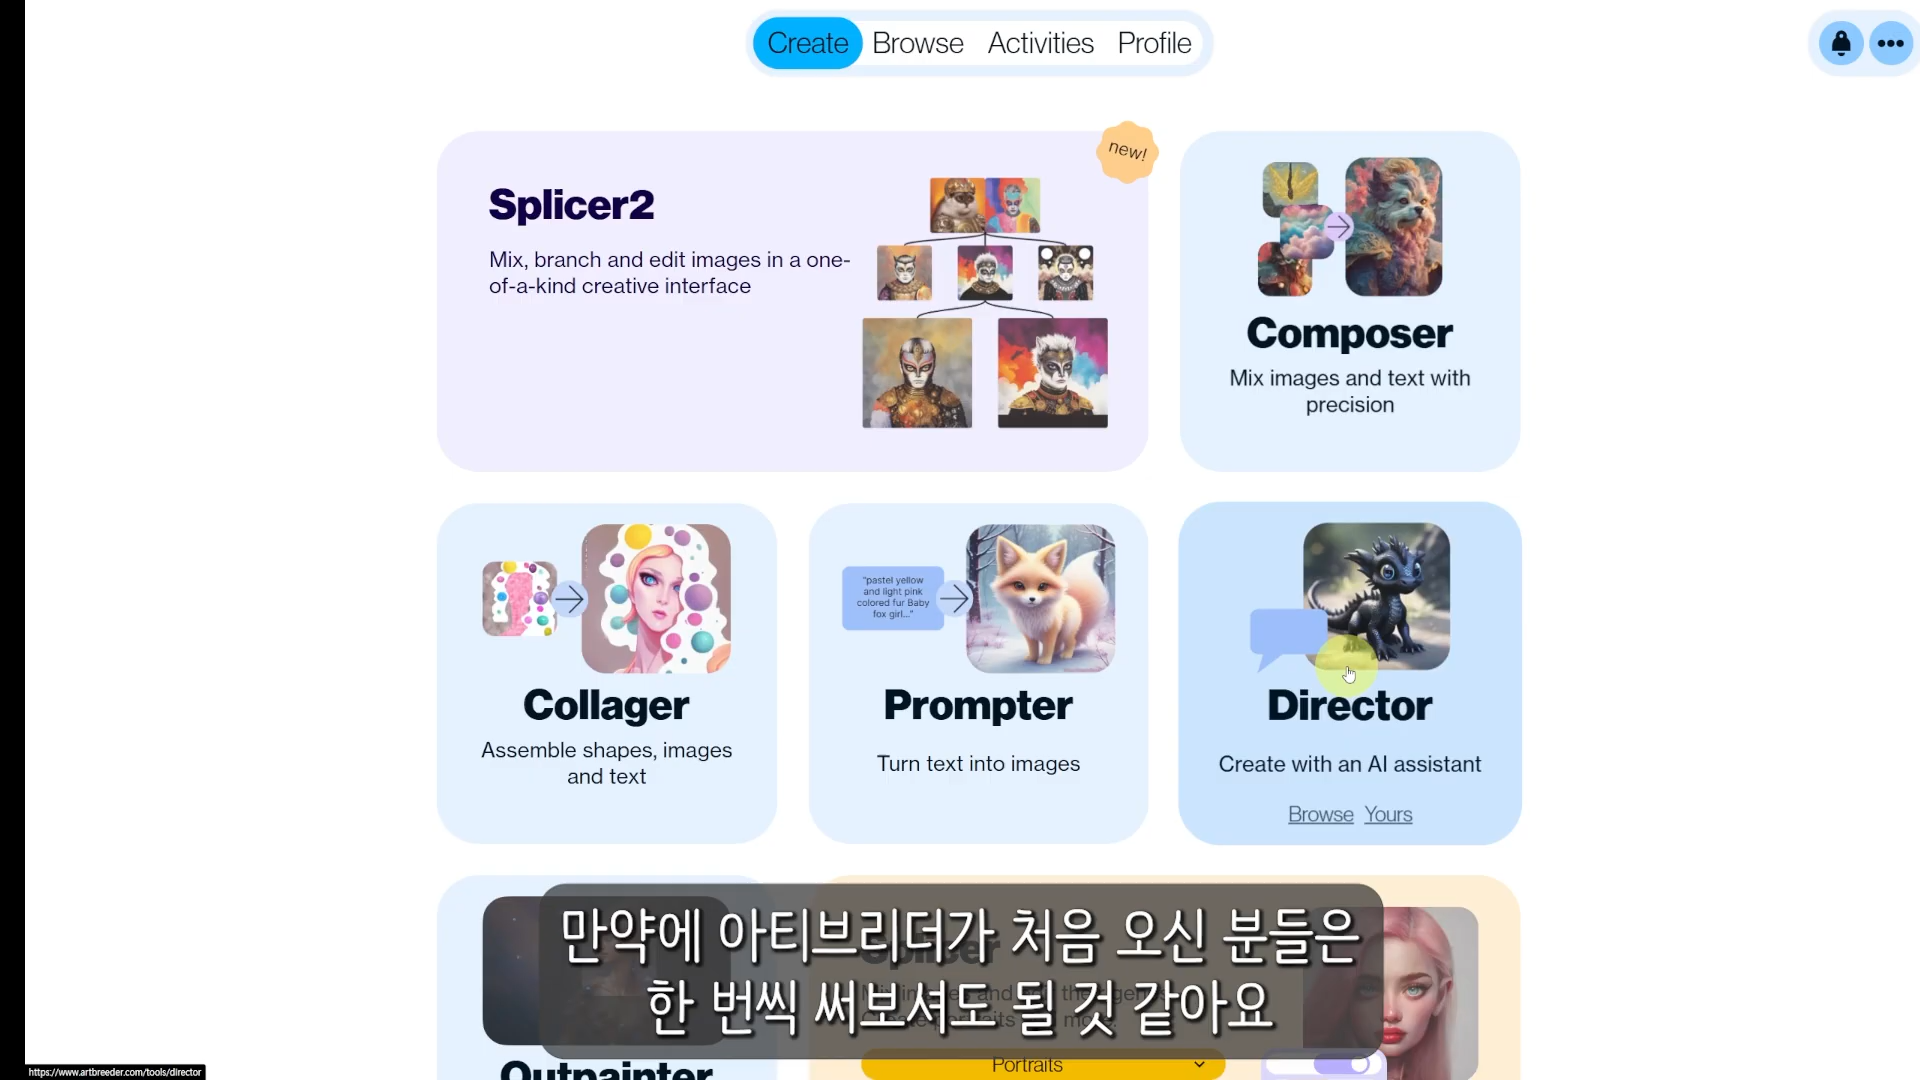 Create Browse Activities Profile
new!
Splicer2
Mix, branch and edit images in a one-
of-a-kind creative interface
Composer
Mix images and text with
precision
"pastel yellow
and light pink
colored fur Baby
fox girl..."
Collager
Assemble shapes, images
and text
Prompter
Turn text into images
Director
Create with an AI assistant
Browse Yours
Splicer
만약에 아티브리더가 처음 오신 분들은
한 번씩 써보셔도 될 것 같아요
Outpainter
Portraits
https://www.artbreeder.com/tools/director